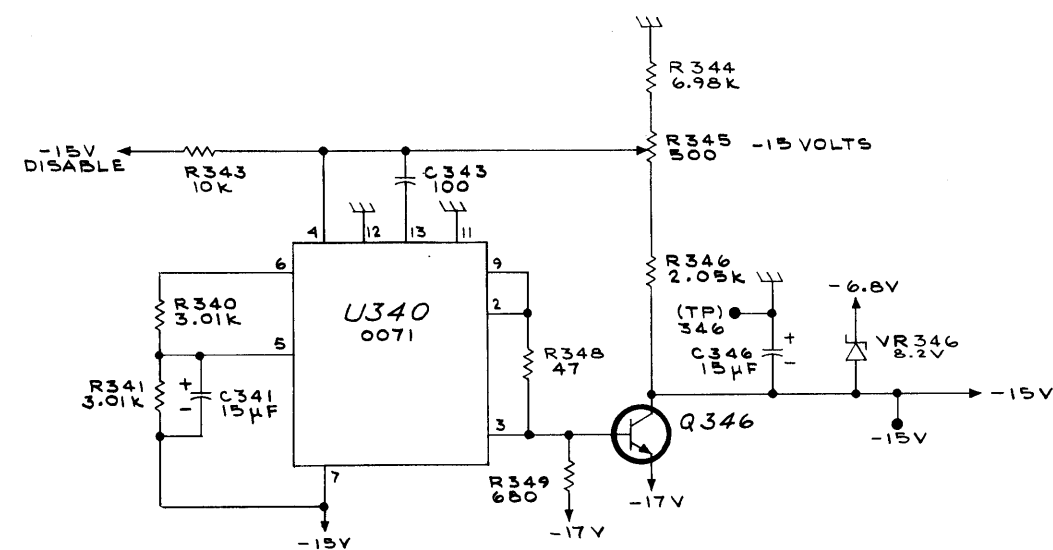 R344
6.98K
-15V
DISABLE
R343
10K
C343
100
R345
500
-15 VOLTS
4
12
13
11
6
9
R346
2.05K
R340
3.01K
U340
0071
2
(TP)
346
-6.8V
C346
15µF
+
-
VR346
8.2V
5
R348
47
R341
3.01K
+
-
C341
15µF
-15V
3
Q346
-15V
7
R349
680
-17V
-17V
-15V